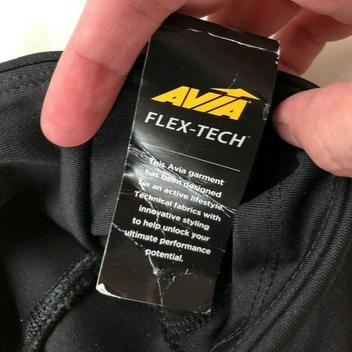 AVIA
FLEX-TECH™
This Avia garment
has been designed
for an active lifestyle.
Technical fabrics with
innovative styling
to help unlock your
ultimate performance
potential.